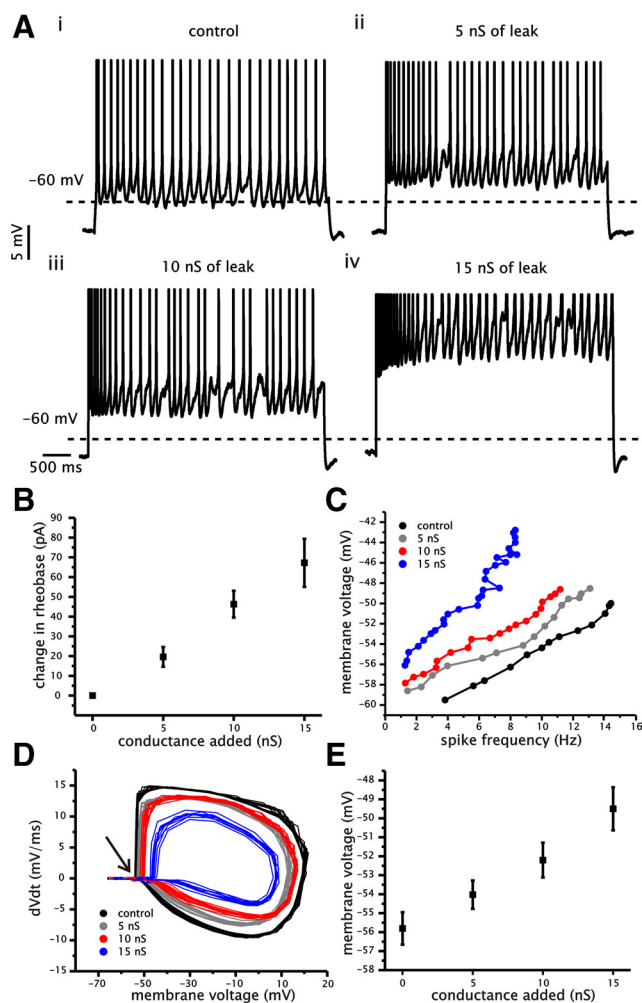 A
i
control
ii
5 nS of leak
−60 mV
5 mV
iii
10 nS of leak
iv
15 nS of leak
−60 mV
500 ms
B
90
80
70
60
50
40
30
20
10
0
change in rheobase (pA)
0 5 10 15
conductance added (nS)
C
−42
−44
−46
−48
−50
−52
−54
−56
−58
−60
membrane voltage (mV)
control
5 nS
10 nS
15 nS
0 2 4 6 8 10 12 14 16
spike frequency (Hz)
D
15
10
5
0
−5
−10
−15
dVdt (mV/ms)
control
5 nS
10 nS
15 nS
−70 −50 −30 −10 10 20
membrane voltage (mV)
E
−48
−49
−50
−51
−52
−53
−54
−55
−56
−57
−58
membrane voltage (mV)
0 5 10 15
conductance added (nS)